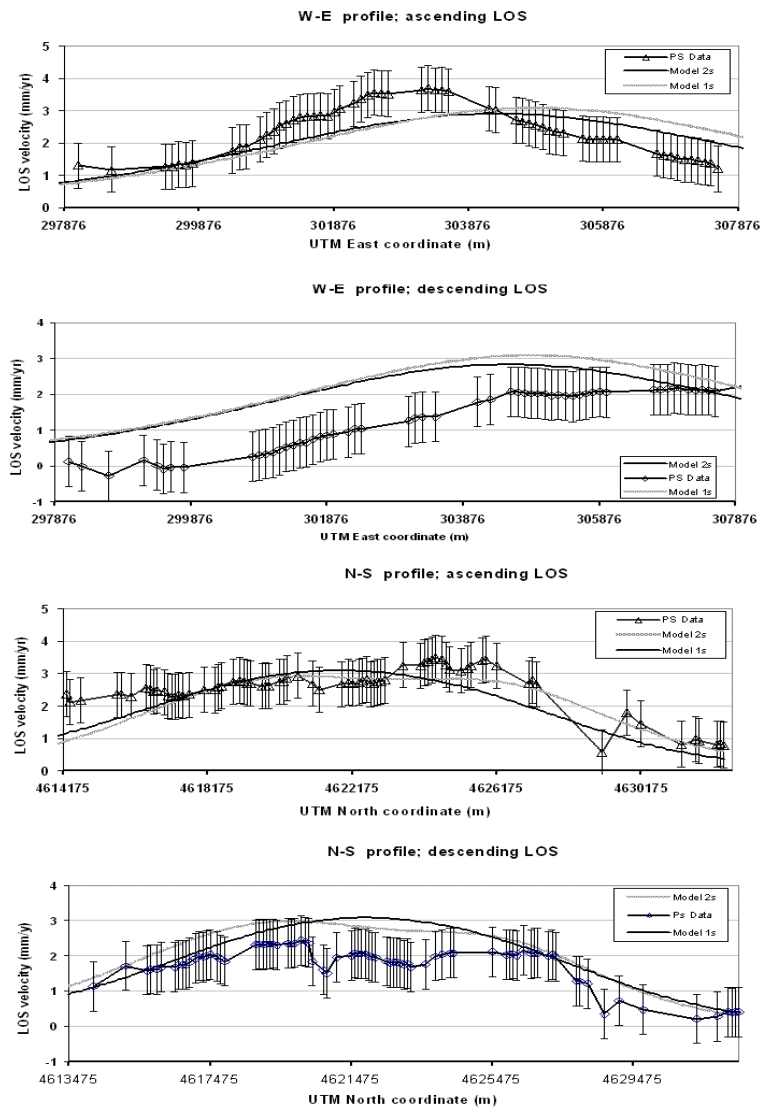 W-E profile; ascending LOS
LOS velocity (mm/yr)
5
4
3
2
1
0
PS Data
Model 2s
Model 1s
297876 299876 301876 303876 305876 307876
UTM East coordinate (m)
W-E profile; descending LOS
LOS velocity (mm/yr)
4
3
2
1
0
-1
Model 2s
PS Data
Model 1s
297876 299876 301876 303876 305876 307876
UTM East coordinate (m)
N-S profile; ascending LOS
LOS velocity (mm/yr)
5
4
3
2
1
0
PS Data
Model 2s
Model 1s
4614175 4618175 4622175 4626175 4630175
UTM North coordinate (m)
N-S profile; descending LOS
LOS velocity (mm/yr)
4
3
2
1
0
-1
Model 2s
Ps Data
Model 1s
4613475 4617475 4621475 4625475 4629475
UTM North coordinate (m)